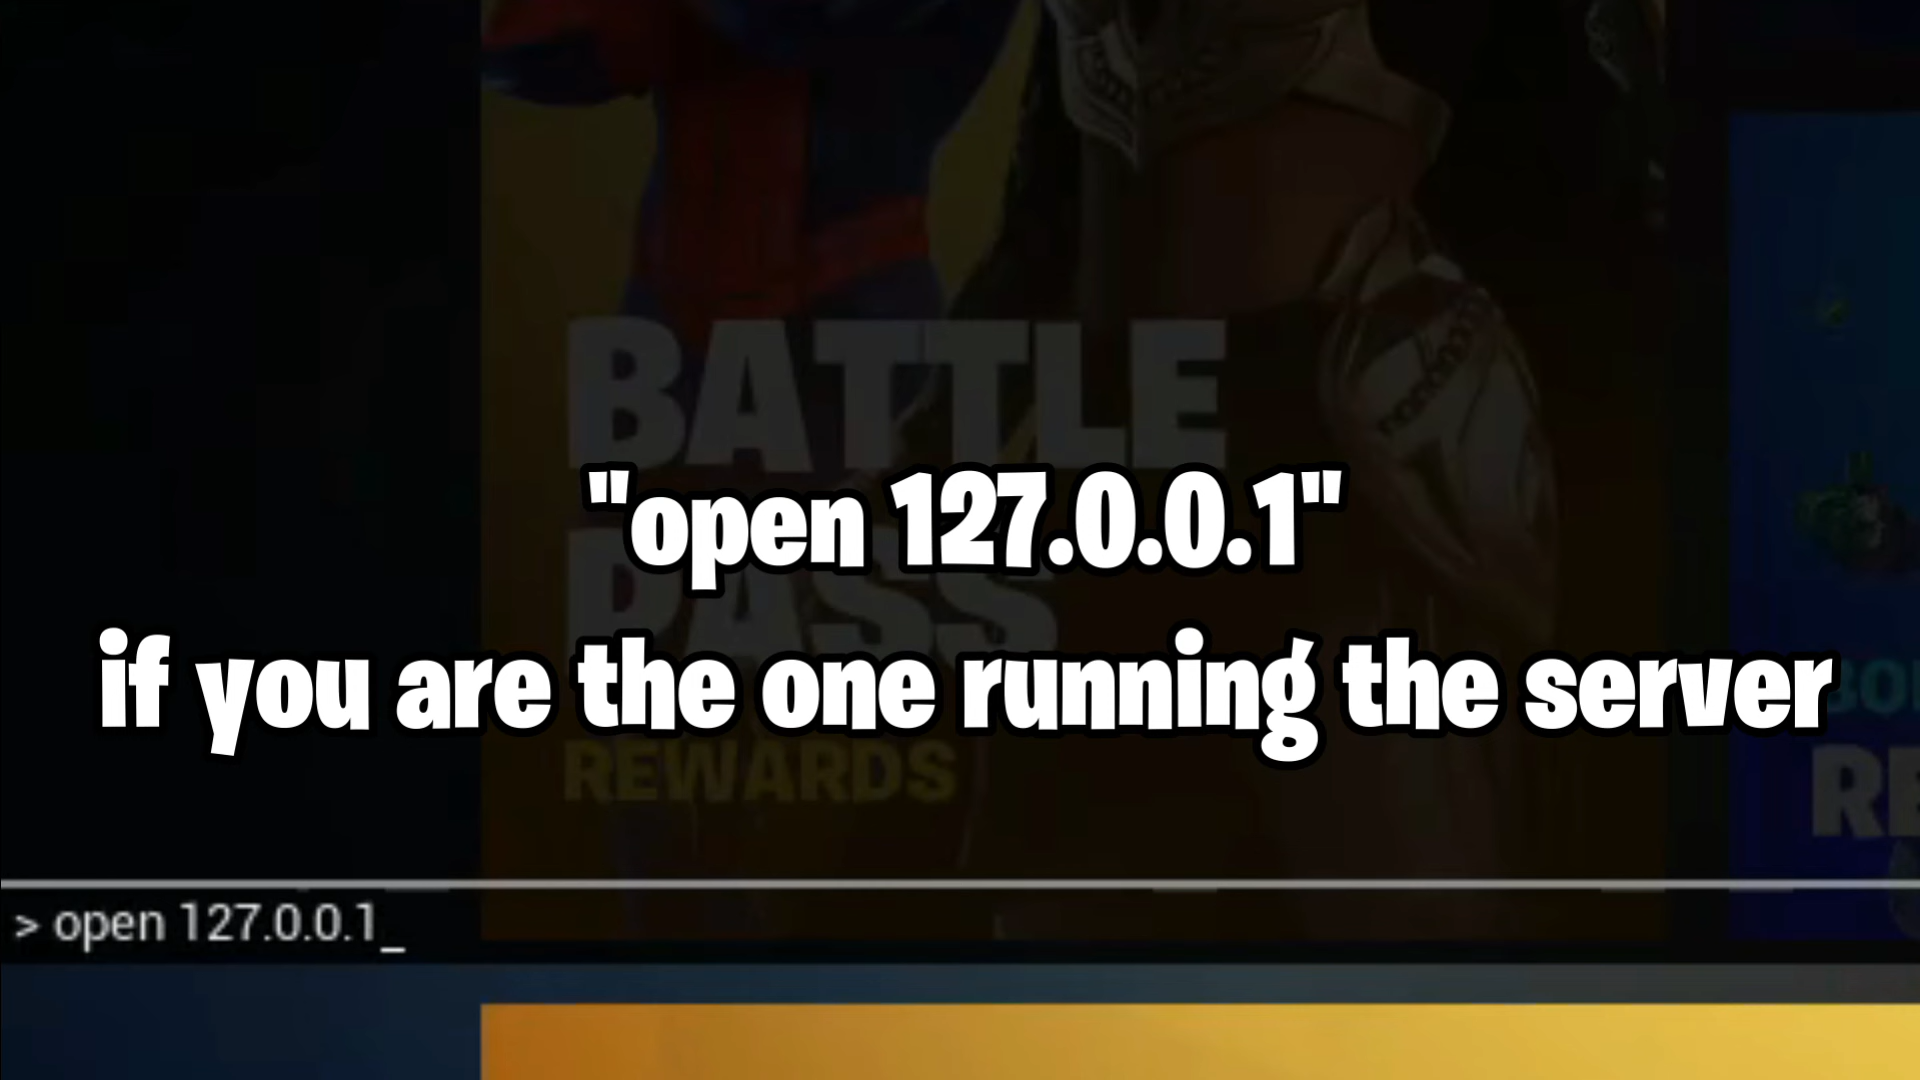 BATTLE
"open 127.0.0.1"
PASS
if you are the one running the server
REWARDS
> open 127.0.0.1_